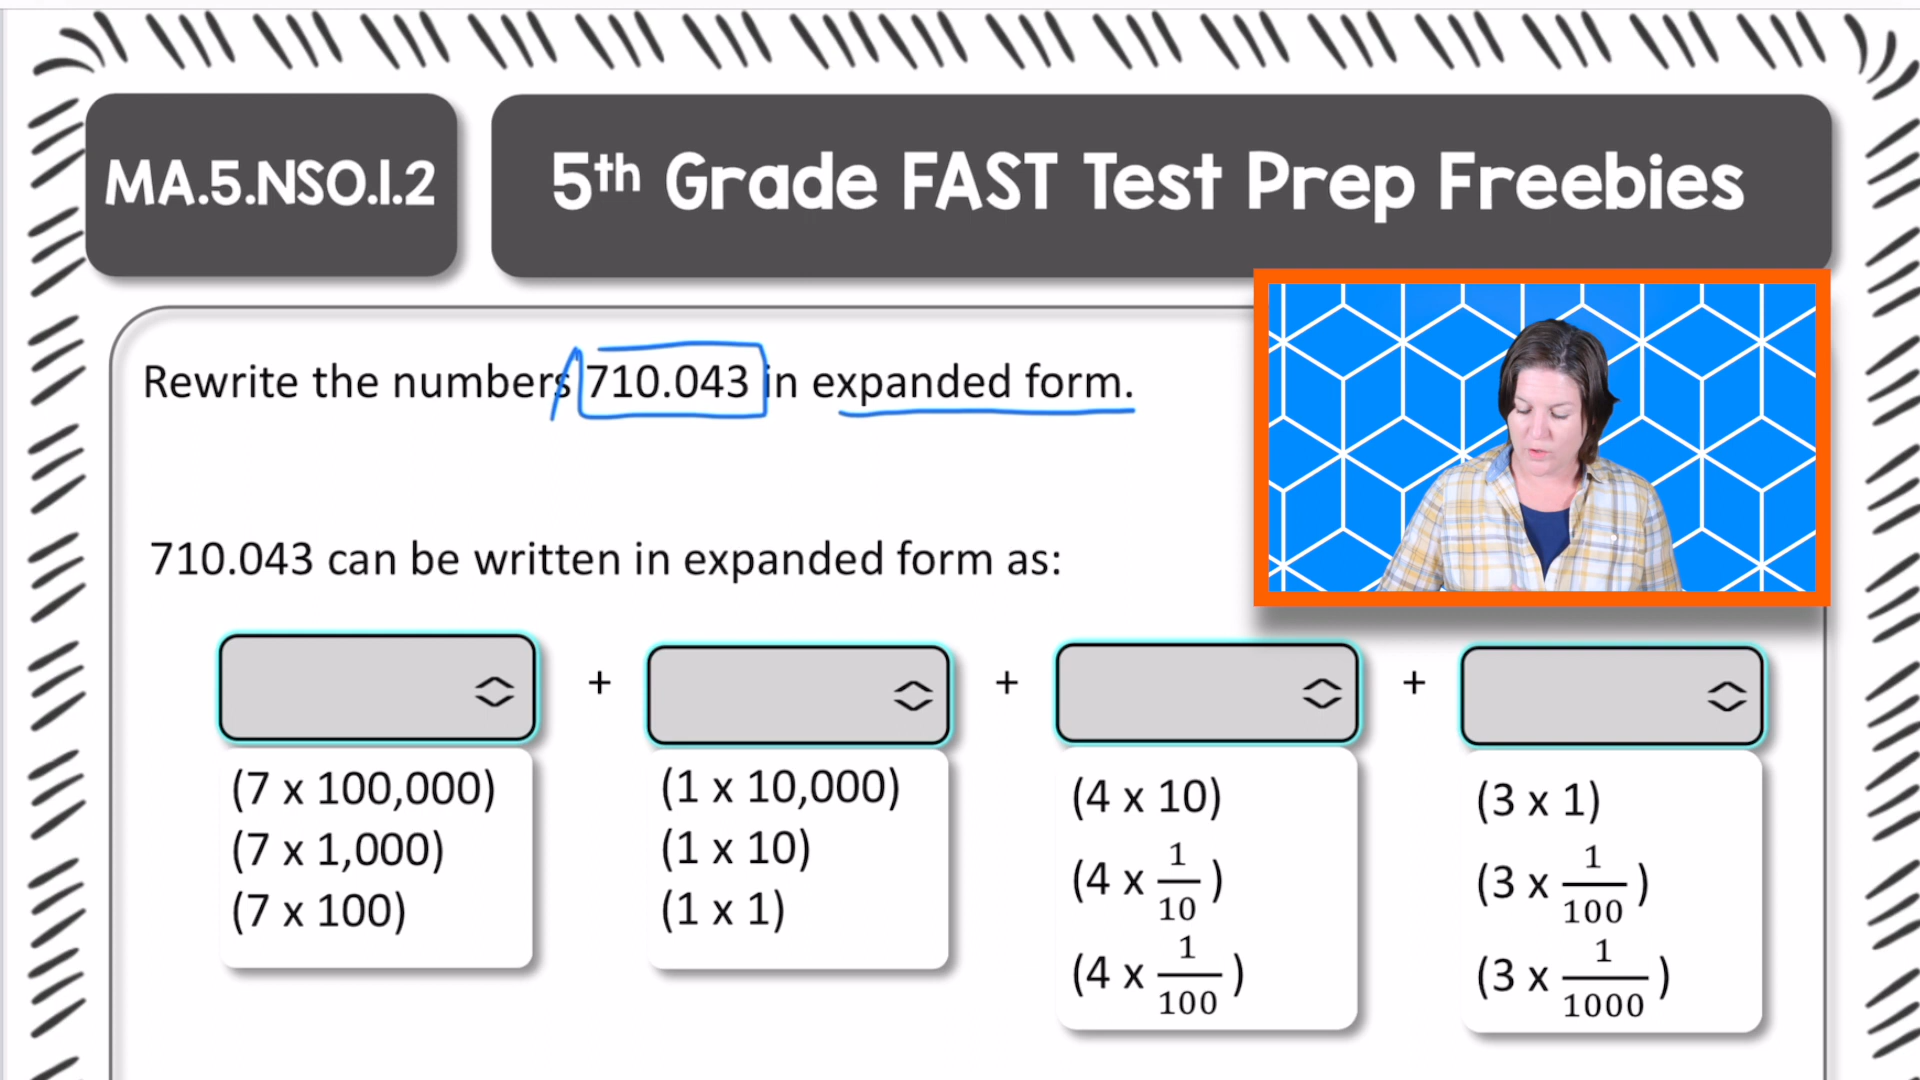 MA.5.NSO.1.2
5th Grade FAST Test Prep Freebies
Rewrite the numbers 710.043 in expanded form.
710.043 can be written in expanded form as:
+ + +
(7 x 100,000)
(7 x 1,000)
(7 x 100)
(1 x 10,000)
(1 x 10)
(1 x 1)
(4 x 10)
(4 x 1/10)
(4 x 1/100)
(3 x 1)
(3 x 1/100)
(3 x 1/1000)